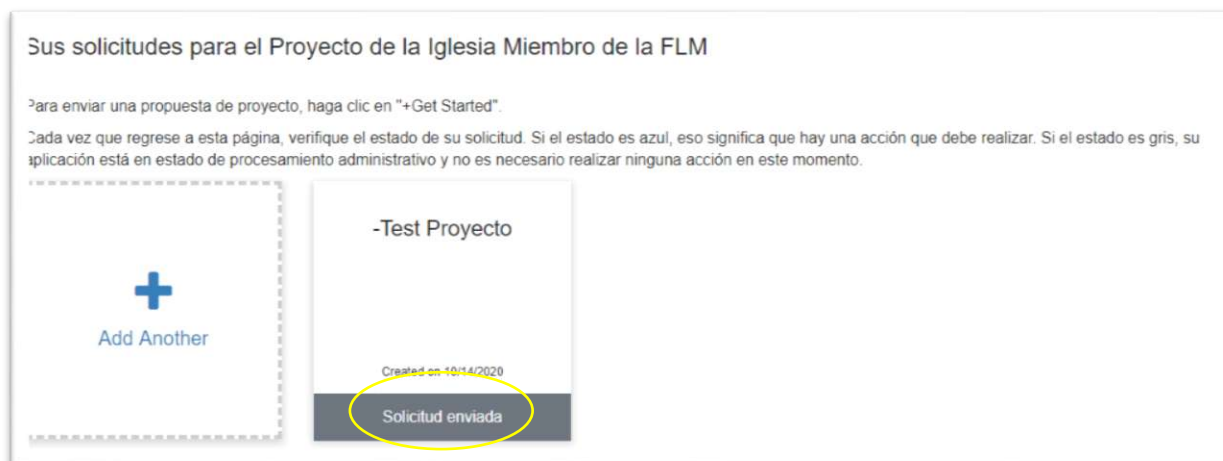 Sus solicitudes para el Proyecto de la Iglesia Miembro de la FLM
Para enviar una propuesta de proyecto, haga clic en "+Get Started".
Cada vez que regrese a esta página, verifique el estado de su solicitud. Si el estado es azul, eso significa que hay una acción que debe realizar. Si el estado es gris, su
aplicación está en estado de procesamiento administrativo y no es necesario realizar ninguna acción en este momento.
-Test Proyecto
Add Another
Created on 10/14/2020
Solicitud enviada